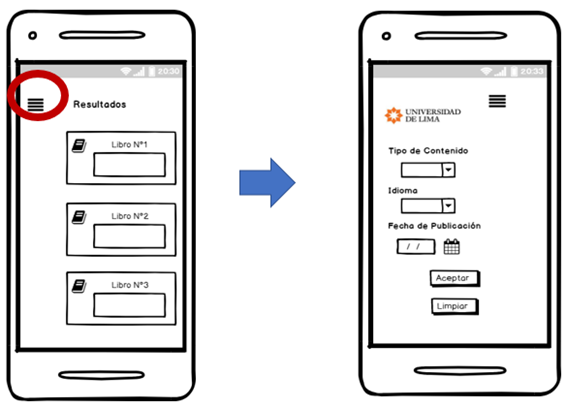 20:30
Resultados
Libro N°1
Libro N°2
Libro N°3
20:33
UNIVERSIDAD
DE LIMA
Tipo de Contenido
Idioma
Fecha de Publicación
/ /
Aceptar
Limpiar